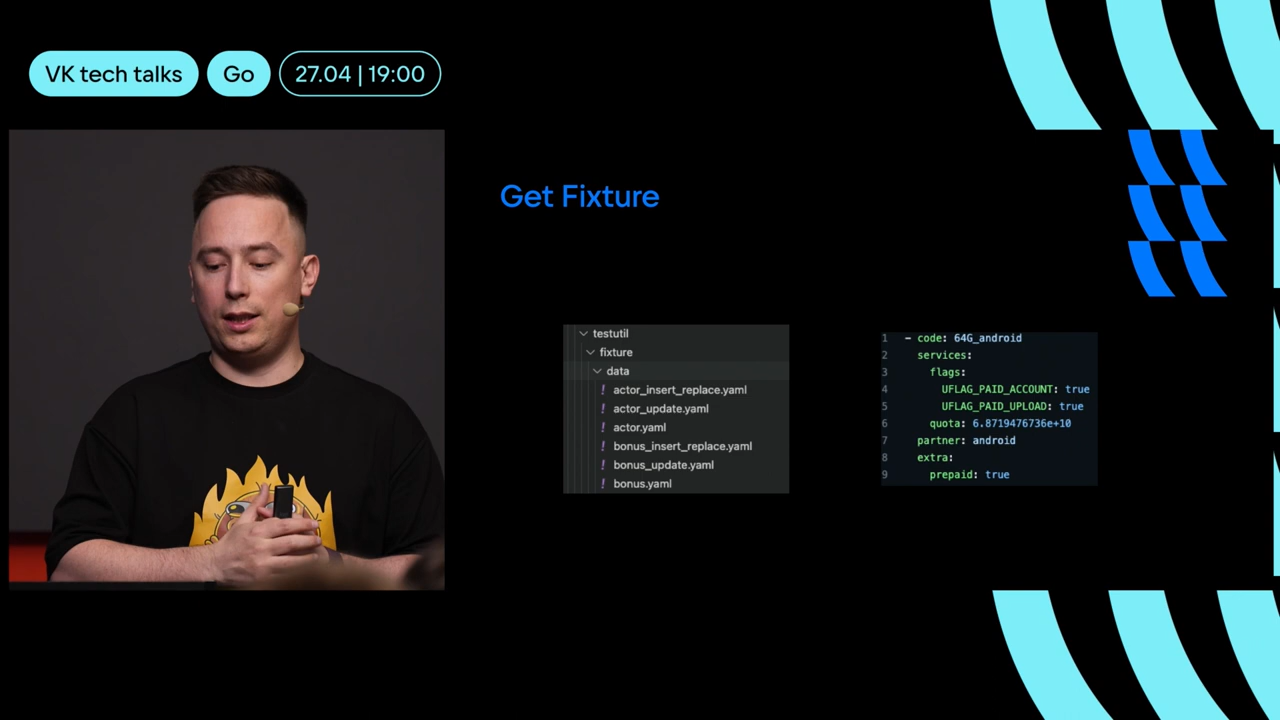 VK tech talks
Go
27.04 | 19:00
Get Fixture
testutil
fixture
data
! actor_insert_replace.yaml
! actor_update.yaml
! actor.yaml
! bonus_insert_replace.yaml
! bonus_update.yaml
! bonus.yaml
1 - code: 64G_android
2 services:
3 flags:
4 UFLAG_PAID_ACCOUNT: true
5 UFLAG_PAID_UPLOAD: true
6 quota: 6.8719476736e+10
7 partner: android
8 extra:
9 prepaid: true